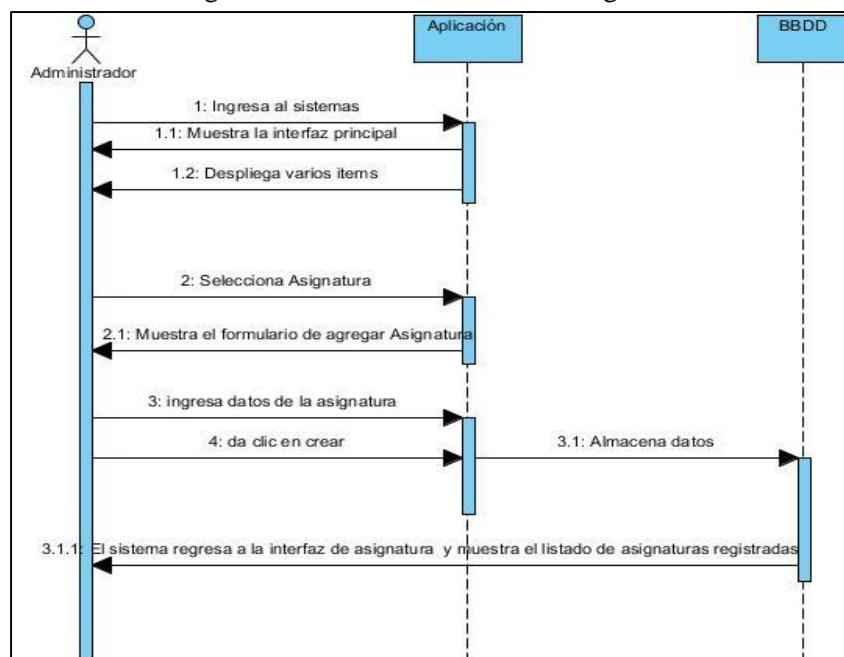 Aplicación
BBDD
Administrador
1: Ingresa al sistemas
1.1: Muestra la interfaz principal
1.2: Despliega varios items
2: Selecciona Asignatura
2.1: Muestra el formulario de agregar Asignatura
3: ingresa datos de la asignatura
4: da clic en crear
3.1: Almacena datos
3.1.1: El sistema regresa a la interfaz de asignatura y muestra el listado de asignaturas registradas